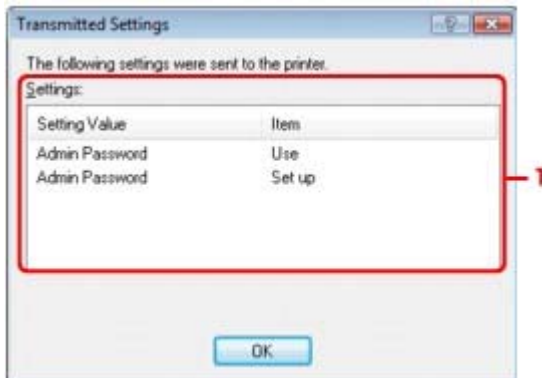 Transmitted Settings
The following settings were sent to the printer.
Settings:
Setting Value Item
Admin Password Use
Admin Password Set up
1
OK